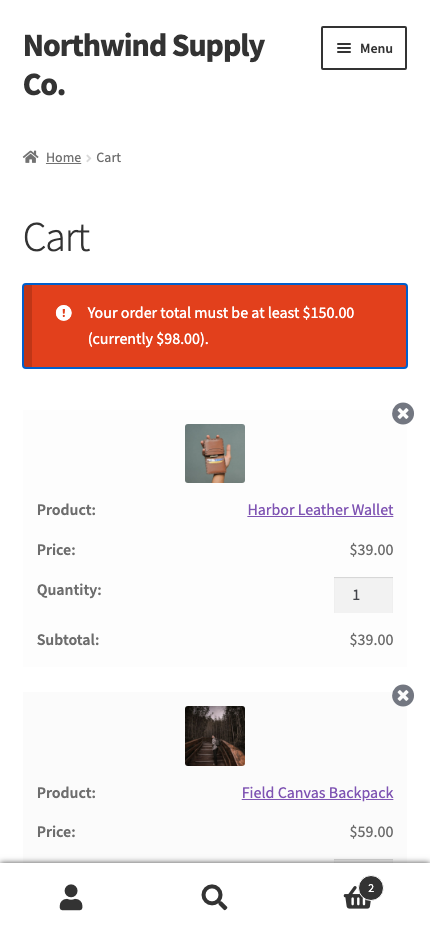 Northwind Supply
Co.
Menu
Home › Cart
Cart
Your order total must be at least $150.00
(currently $98.00).
Product: Harbor Leather Wallet
Price: $39.00
Quantity: 1
Subtotal: $39.00
Product: Field Canvas Backpack
Price: $59.00
2